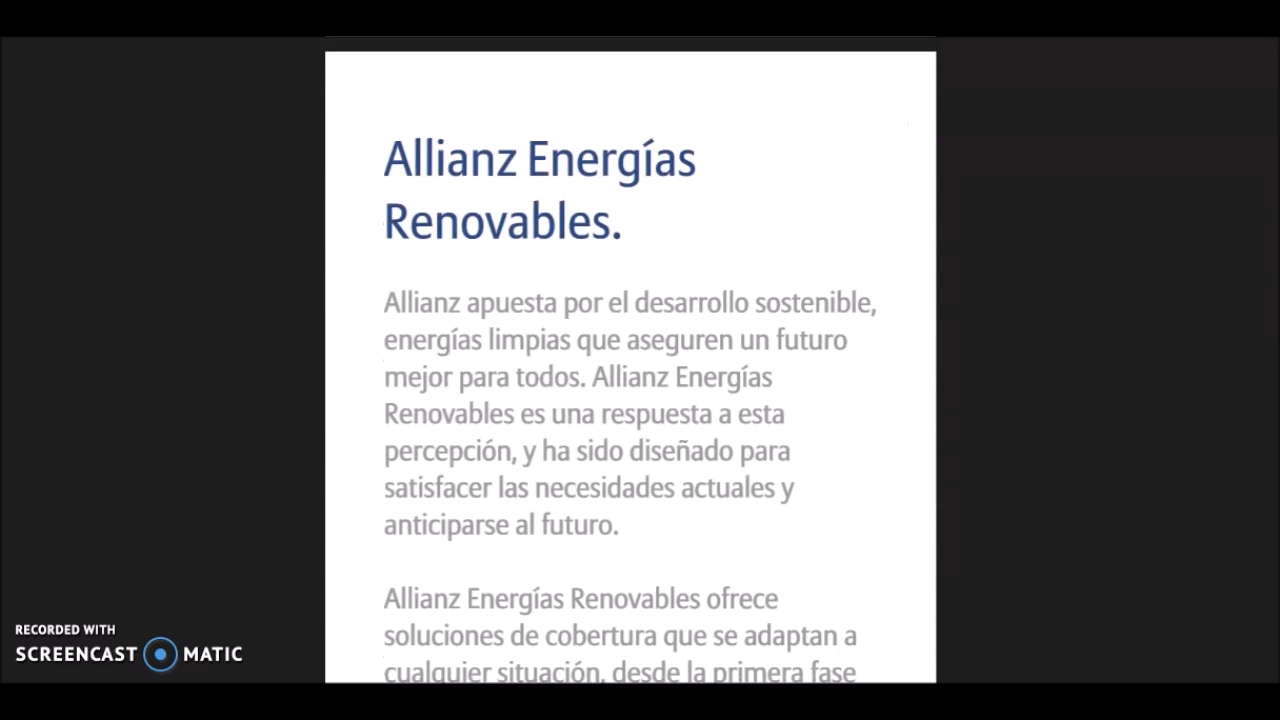 Allianz Energías
Renovables.
Allianz apuesta por el desarrollo sostenible,
energías limpias que aseguren un futuro
mejor para todos. Allianz Energías
Renovables es una respuesta a esta
percepción, y ha sido diseñado para
satisfacer las necesidades actuales y
anticiparse al futuro.
Allianz Energías Renovables ofrece
soluciones de cobertura que se adaptan a
cualquier situación, desde la primera fase
RECORDED WITH
SCREENCAST MATIC